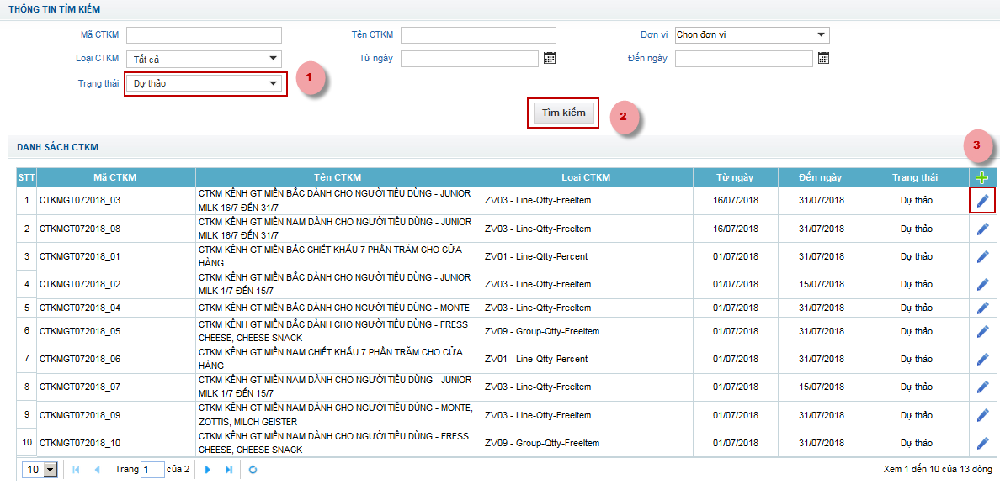 THÔNG TIN TÌM KIẾM
Mã CTKM Tên CTKM Đơn vị Chọn đơn vị
Loại CTKM Tất cả Từ ngày Đến ngày
Trạng thái Dự thảo 1
Tìm kiếm 2
DANH SÁCH CTKM 3
STT Mã CTKM Tên CTKM Loại CTKM Từ ngày Đến ngày Trạng thái
1 CTKMGT072018_03 CTKM KÊNH GT MIỀN BẮC DÀNH CHO NGƯỜI TIÊU DÙNG - JUNIOR ZV03 - Line-Qtty-FreeItem 16/07/2018 31/07/2018 Dự thảo
MILK 16/7 ĐẾN 31/7
2 CTKMGT072018_08 CTKM KÊNH GT MIỀN NAM DÀNH CHO NGƯỜI TIÊU DÙNG - JUNIOR ZV03 - Line-Qtty-FreeItem 16/07/2018 31/07/2018 Dự thảo
MILK 16/7 ĐẾN 31/7
3 CTKMGT072018_01 CTKM KÊNH GT MIỀN BẮC CHIẾT KHẤU 7 PHẦN TRĂM CHO CỬA ZV01 - Line-Qtty-Percent 01/07/2018 31/07/2018 Dự thảo
HÀNG
4 CTKMGT072018_02 CTKM KÊNH GT MIỀN BẮC DÀNH CHO NGƯỜI TIÊU DÙNG - JUNIOR ZV03 - Line-Qtty-FreeItem 01/07/2018 15/07/2018 Dự thảo
MILK 1/7 ĐẾN 15/7
5 CTKMGT072018_04 CTKM KÊNH GT MIỀN BẮC DÀNH CHO NGƯỜI TIÊU DÙNG - MONTE ZV03 - Line-Qtty-FreeItem 01/07/2018 31/07/2018 Dự thảo
6 CTKMGT072018_05 CTKM KÊNH GT MIỀN BẮC DÀNH CHO NGƯỜI TIÊU DÙNG - FRESS ZV09 - Group-Qtty-FreeItem 01/07/2018 31/07/2018 Dự thảo
CHEESE, CHEESE SNACK
7 CTKMGT072018_06 CTKM KÊNH GT MIỀN NAM CHIẾT KHẤU 7 PHẦN TRĂM CHO CỬA ZV01 - Line-Qtty-Percent 01/07/2018 31/07/2018 Dự thảo
HÀNG
8 CTKMGT072018_07 CTKM KÊNH GT MIỀN NAM DÀNH CHO NGƯỜI TIÊU DÙNG - JUNIOR ZV03 - Line-Qtty-FreeItem 01/07/2018 15/07/2018 Dự thảo
MILK 1/7 ĐẾN 15/7
9 CTKMGT072018_09 CTKM KÊNH GT MIỀN NAM DÀNH CHO NGƯỜI TIÊU DÙNG - MONTE, ZV03 - Line-Qtty-FreeItem 01/07/2018 31/07/2018 Dự thảo
ZOTTIS, MILCH GEISTER
10 CTKMGT072018_10 CTKM KÊNH GT MIỀN NAM DÀNH CHO NGƯỜI TIÊU DÙNG - FRESS ZV09 - Group-Qtty-FreeItem 01/07/2018 31/07/2018 Dự thảo
CHEESE, CHEESE SNACK
10 Trang 1 của 2 Xem 1 đến 10 của 13 dòng